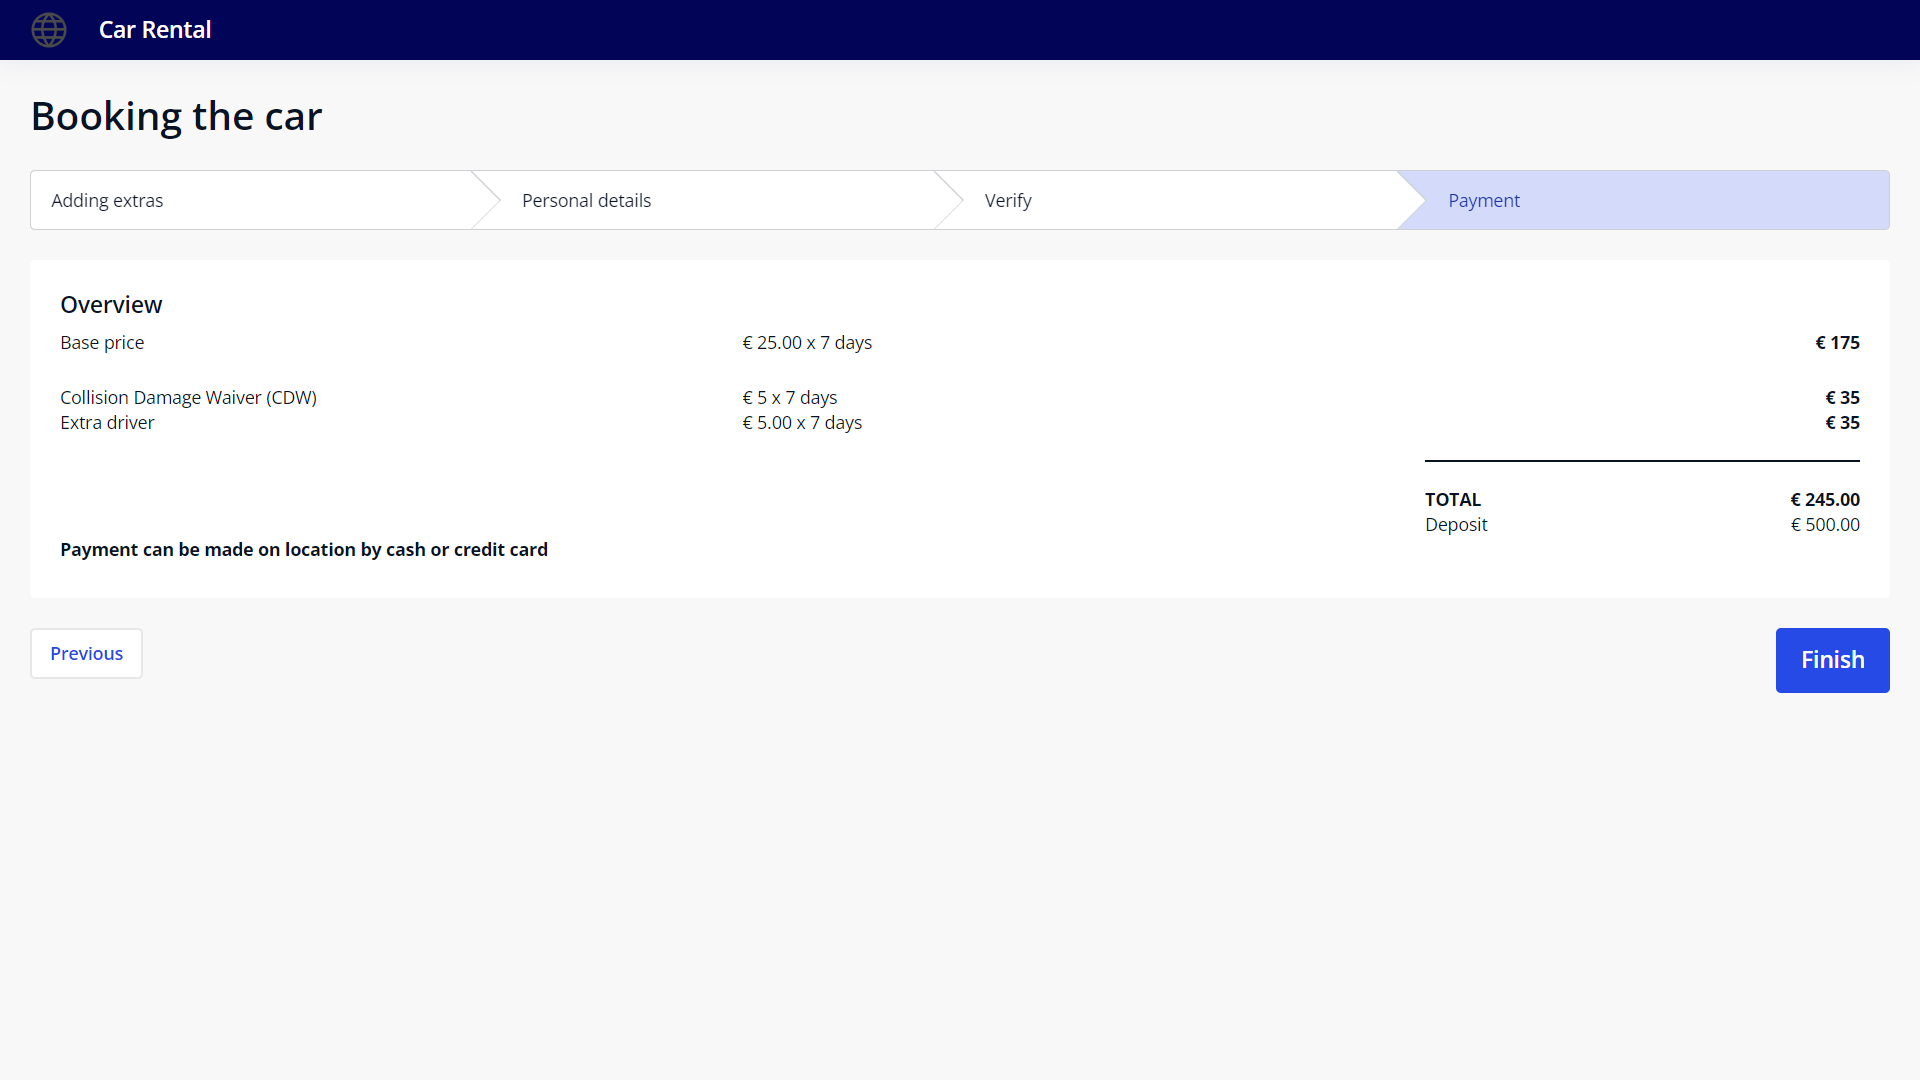 Car Rental
Booking the car
Adding extras
Personal details
Verify
Payment
Overview
Base price € 25.00 x 7 days € 175
Collision Damage Waiver (CDW) € 5 x 7 days € 35
Extra driver € 5.00 x 7 days € 35
TOTAL € 245.00
Deposit € 500.00
Payment can be made on location by cash or credit card
Previous
Finish